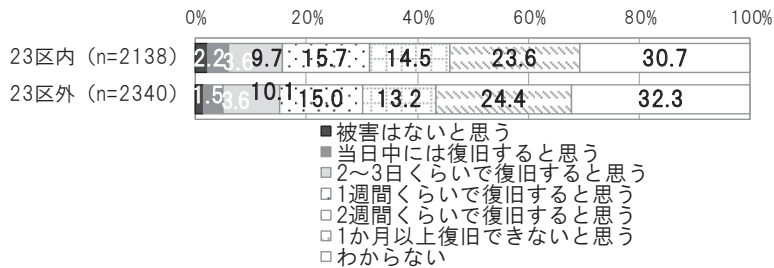 0% 20% 40% 60% 80% 100%
23区内（n=2138） 2.2 3.6 9.7 15.7 14.5 23.6 30.7
23区外（n=2340） 1.5 3.6 10.1 15.0 13.2 24.4 32.3
被害はないと思う
当日中には復旧すると思う
2～3日くらいで復旧すると思う
1週間くらいで復旧すると思う
2週間くらいで復旧すると思う
1か月以上復旧できないと思う
わからない